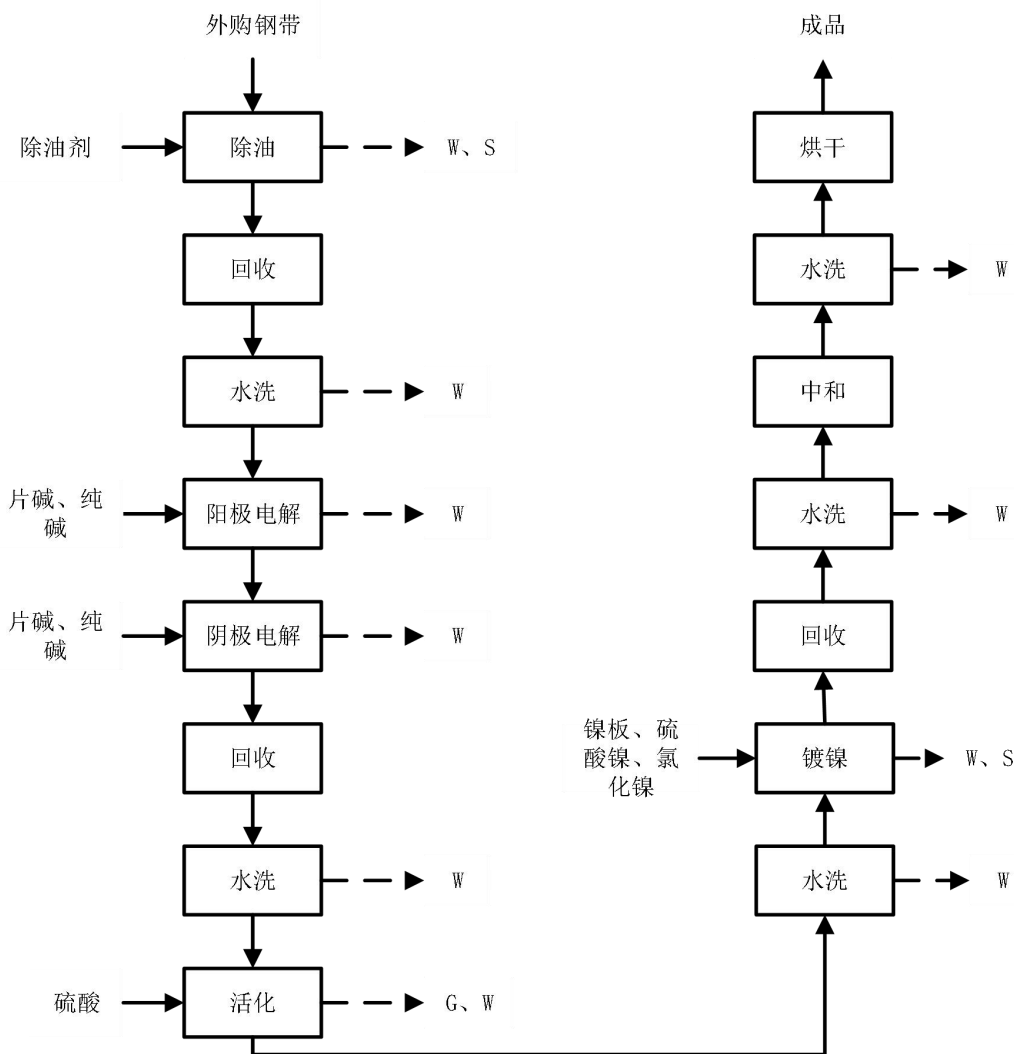 外购钢带
除油剂
除油
W、S
回收
水洗
W
片碱、纯
碱
阳极电解
W
片碱、纯
碱
阴极电解
W
回收
水洗
W
硫酸
活化
G、W
成品
烘干
水洗
W
中和
水洗
W
回收
镍板、硫
酸镍、氯
化镍
镀镍
W、S
水洗
W